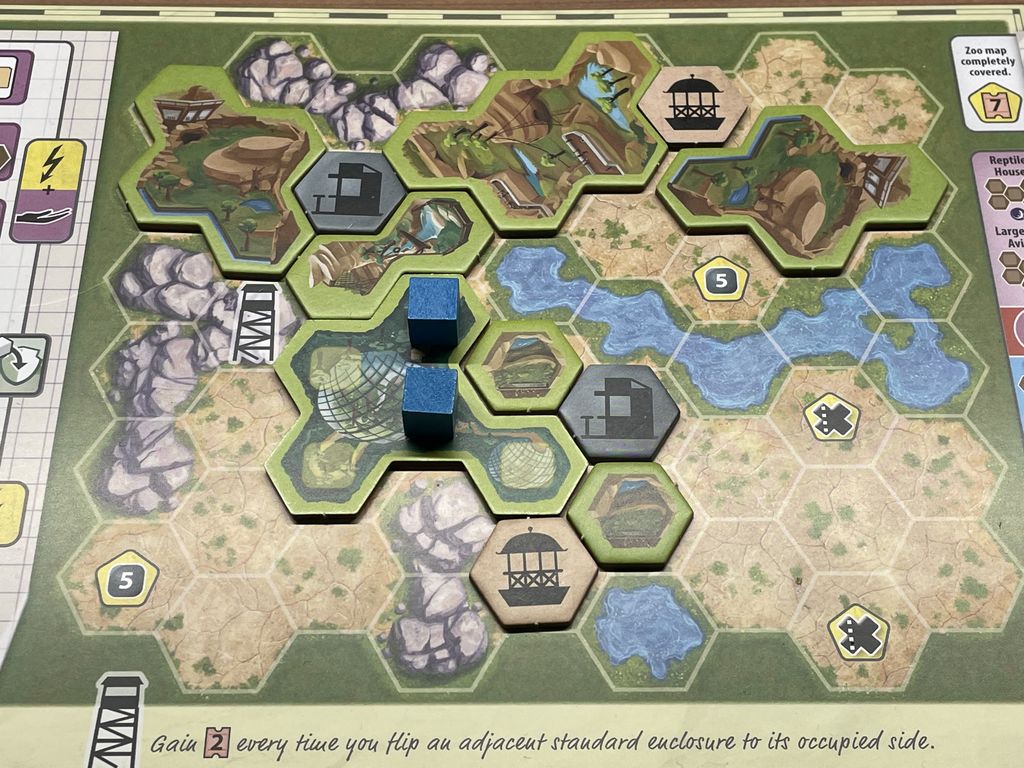 Zoo map
completely
covered.
7
Reptile
House
Large
Avi
5
5
Gain 2 every time you flip an adjacent standard enclosure to its occupied side.